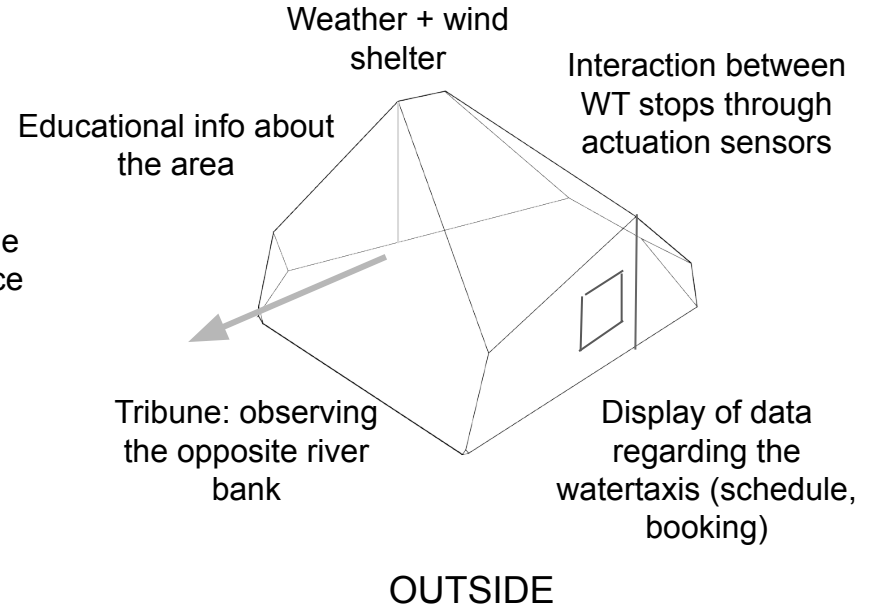 Weather + wind
shelter
Interaction between
WT stops through
actuation sensors
Educational info about
the area
Tribune: observing
the opposite river
bank
Display of data
regarding the
watertaxis (schedule,
booking)
OUTSIDE